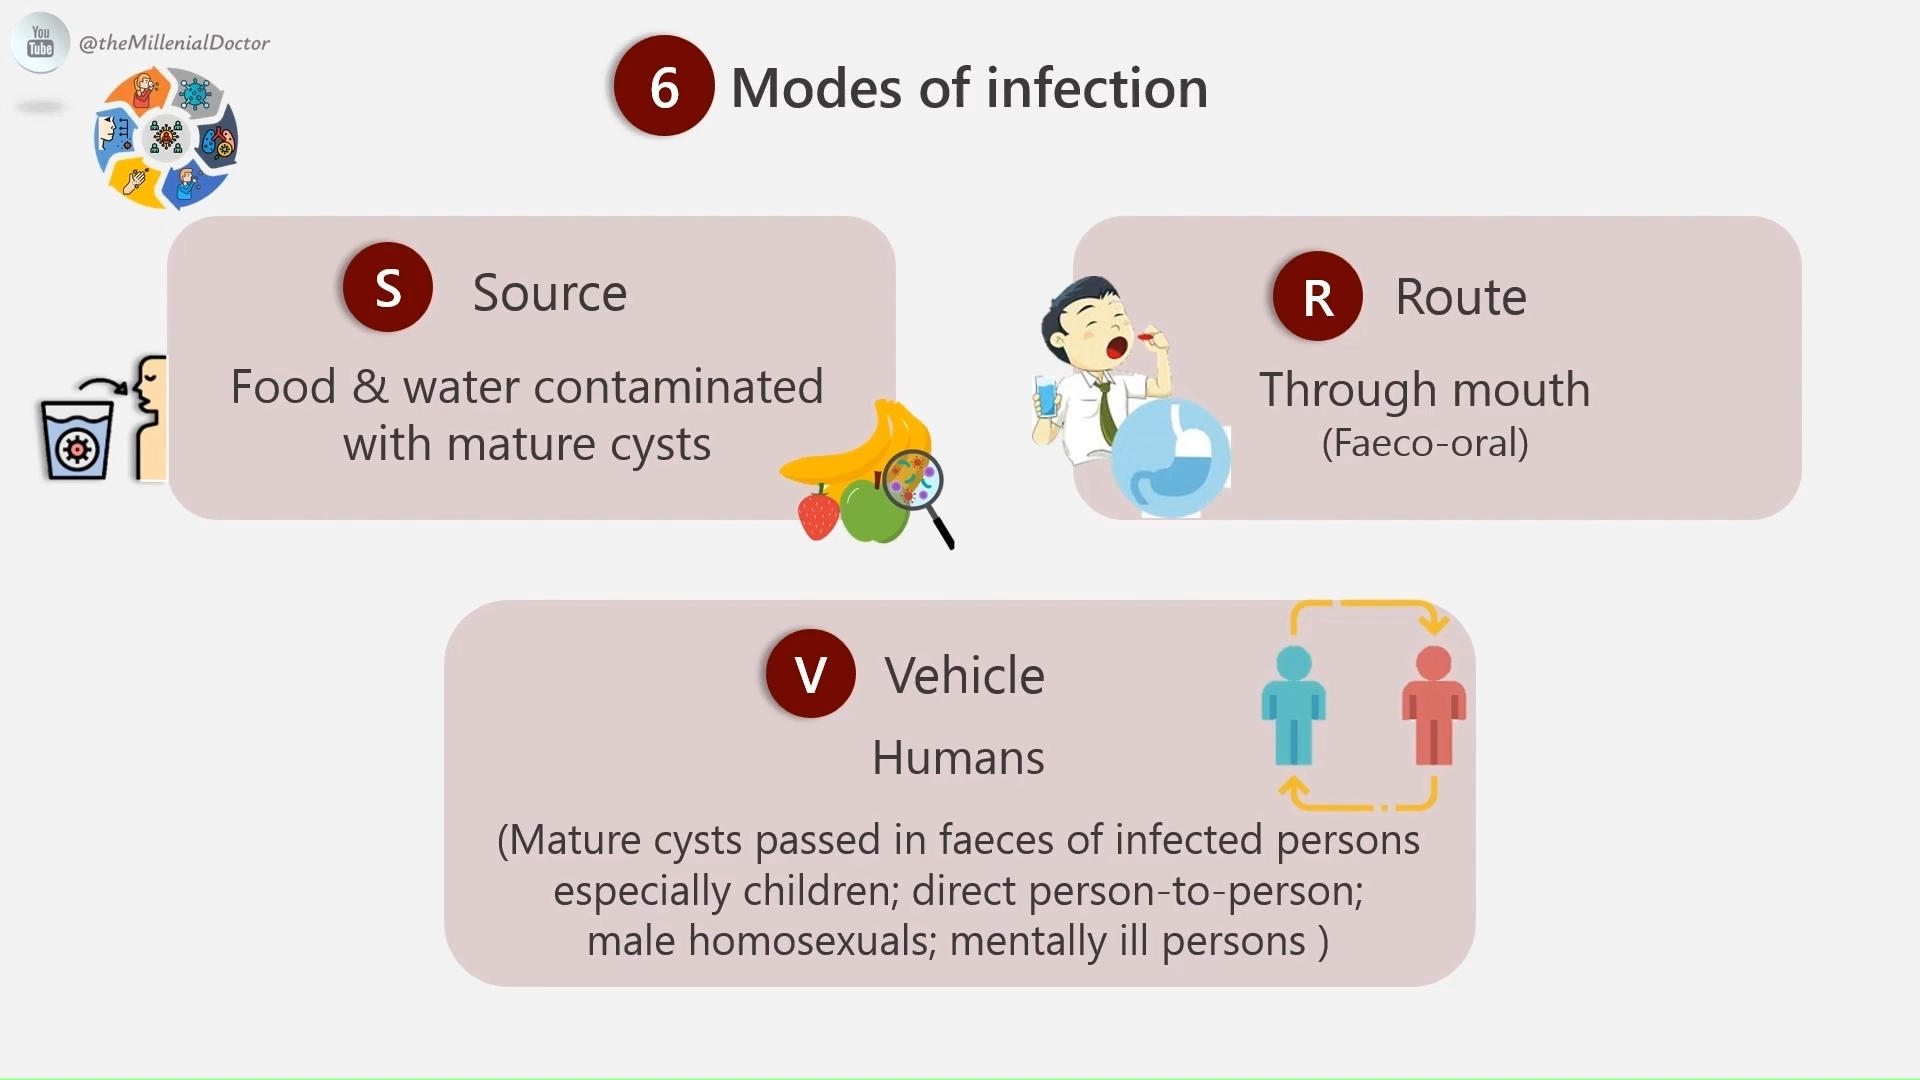 You
Tube
@theMillenialDoctor
6 Modes of infection
S Source
Food & water contaminated
with mature cysts
R Route
Through mouth
(Faeco-oral)
V Vehicle
Humans
(Mature cysts passed in faeces of infected persons
especially children; direct person-to-person;
male homosexuals; mentally ill persons )